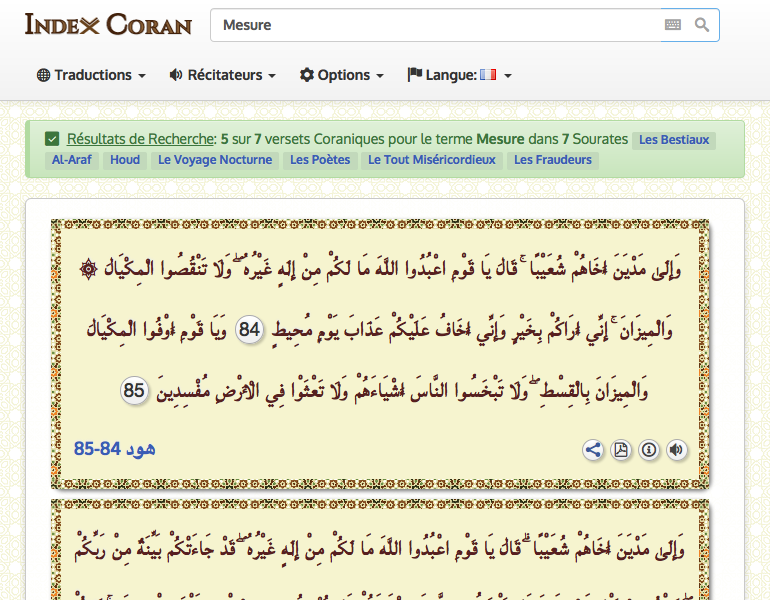 INDEX CORAN
Mesure
Traductions
Récitateurs
Options
Langue:
Résultats de Recherche: 5 sur 7 versets Coraniques pour le terme Mesure dans 7 Sourates Les Bestiaux
Al-Araf Houd Le Voyage Nocturne Les Poètes Le Tout Miséricordieux Les Fraudeurs
وَإِلَىٰ مَدْيَنَ أَخَاهُمْ شُعَيْبًا ۚ قَالَ يَا قَوْمِ اعْبُدُوا اللَّهَ مَا لَكُمْ مِنْ إِلَٰهٍ غَيْرُهُ ۖ وَلَا تَنْقُصُوا الْمِكْيَالَ ۞
وَالْمِيزَانَ ۚ إِنِّي أَرَاكُمْ بِخَيْرٍ وَإِنِّي أَخَافُ عَلَيْكُمْ عَذَابَ يَوْمٍ مُحِيطٍ 84 وَيَا قَوْمِ أَوْفُوا الْمِكْيَالَ
وَالْمِيزَانَ بِالْقِسْطِ ۖ وَلَا تَبْخَسُوا النَّاسَ أَشْيَاءَهُمْ وَلَا تَعْثَوْا فِي الْأَرْضِ مُفْسِدِينَ 85
هود 84-85
وَإِلَىٰ مَدْيَنَ أَخَاهُمْ شُعَيْبًا ۗ قَالَ يَا قَوْمِ اعْبُدُوا اللَّهَ مَا لَكُمْ مِنْ إِلَٰهٍ غَيْرُهُ ۖ قَدْ جَاءَتْكُمْ بَيِّنَةٌ مِنْ رَبِّكُمْ